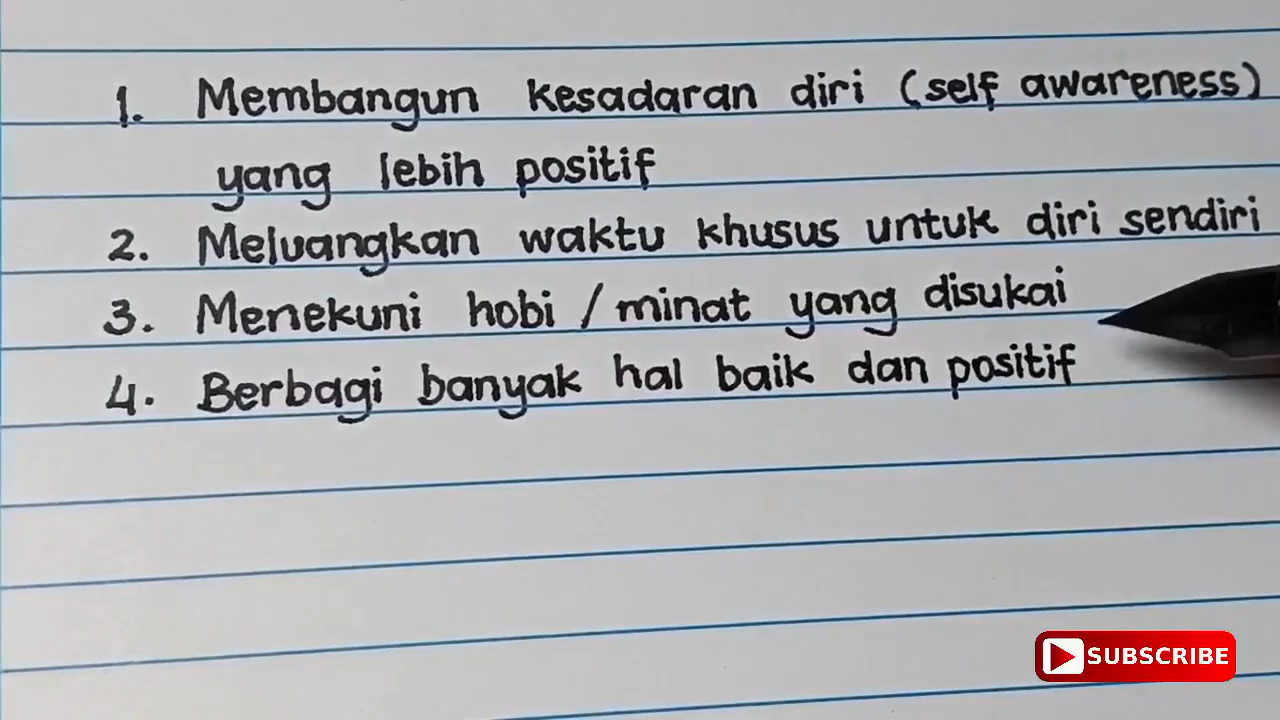 1. Membangun kesadaran diri (self awareness)
yang lebih positif
2. Meluangkan waktu khusus untuk diri sendiri
3. Menekuni hobi / minat yang disukai
4. Berbagi banyak hal baik dan positif
SUBSCRIBE